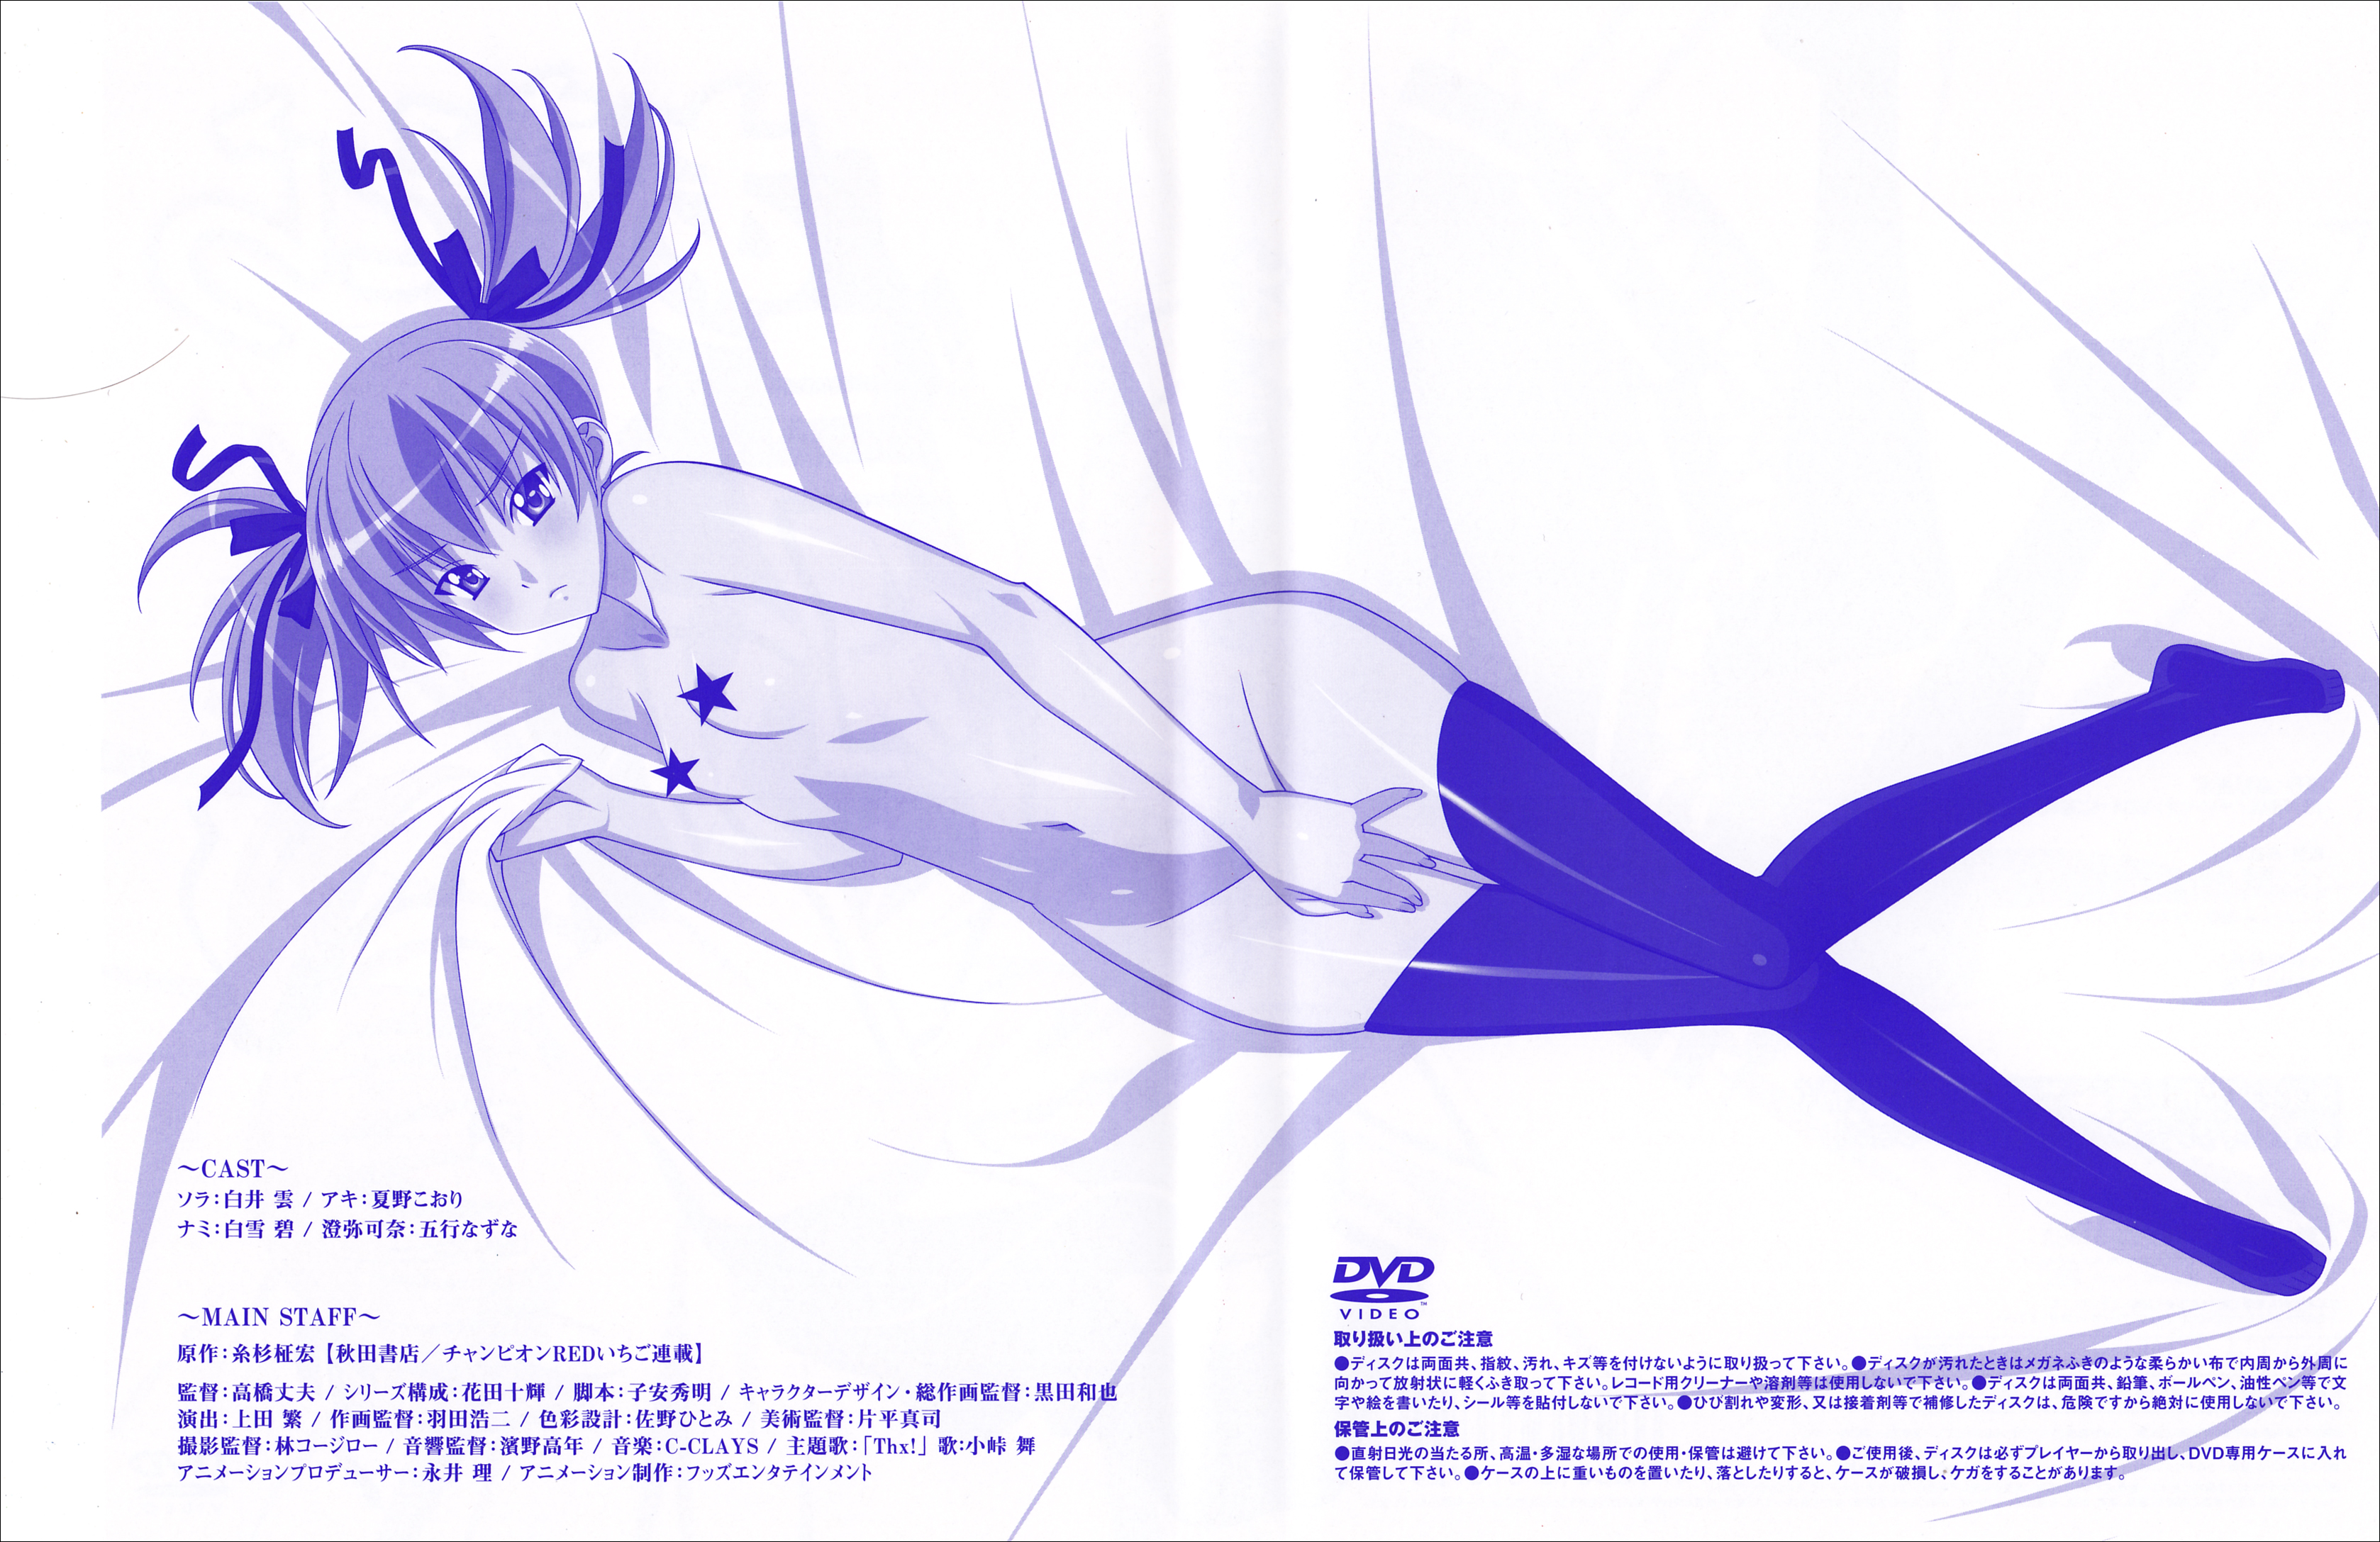 ～CAST～
ソラ：白井 雲 / アキ：夏野こおり
ナミ：白雪 碧 / 澄弥可奈：五行なずな
～MAIN STAFF～
原作：糸杉柾宏【秋田書店／チャンピオンREDいちご連載】
監督：高橋丈夫 / シリーズ構成：花田十輝 / 脚本：子安秀明 / キャラクターデザイン・総作画監督：黒田和也
演出：上田 繁 / 作画監督：羽田浩二 / 色彩設計：佐野ひとみ / 美術監督：片平真司
撮影監督：林コージロー / 音響監督：濱野高年 / 音楽：C-CLAYS / 主題歌：「Thx!」歌：小峠 舞
アニメーションプロデューサー：永井 理 / アニメーション制作：フッズエンタテインメント
DVD
VIDEO™
取り扱い上のご注意
●ディスクは両面共、指紋、汚れ、キズ等を付けないように取り扱って下さい。●ディスクが汚れたときはメガネふきのような柔らかい布で内周から外周に
向かって放射状に軽くふき取って下さい。レコード用クリーナーや溶剤等は使用しないで下さい。●ディスクは両面共、鉛筆、ボールペン、油性ペン等で文
字や絵を書いたり、シール等を貼付しないで下さい。●ひび割れや変形、又は接着剤等で補修したディスクは、危険ですから絶対に使用しないで下さい。
保管上のご注意
●直射日光の当たる所、高温・多湿な場所での使用・保管は避けて下さい。●ご使用後、ディスクは必ずプレイヤーから取り出し、DVD専用ケースに入れ
て保管して下さい。●ケースの上に重いものを置いたり、落としたりすると、ケースが破損し、ケガをすることがあります。